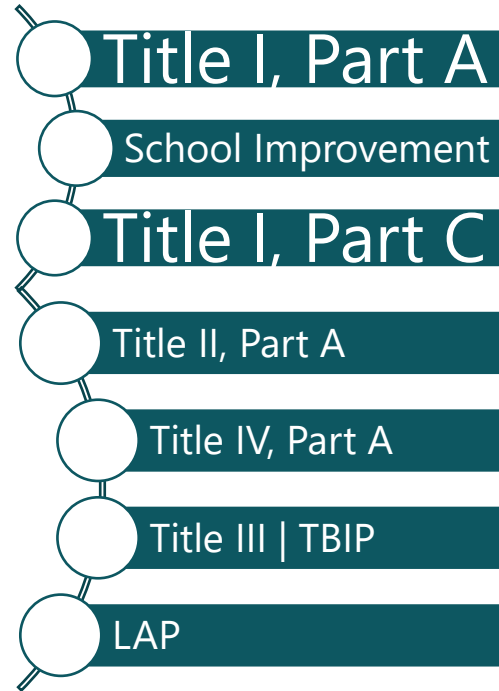 Title I, Part A
School Improvement
Title I, Part C
Title II, Part A
Title IV, Part A
Title III | TBIP
LAP